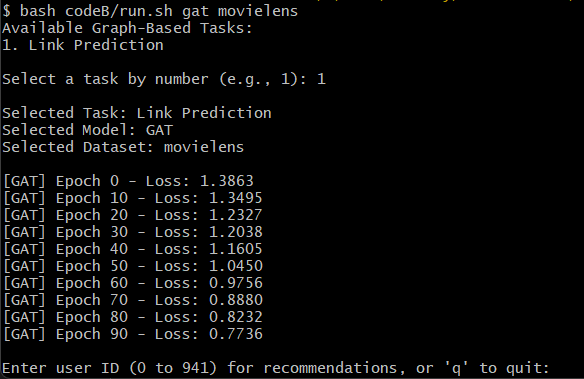 $ bash codeB/run.sh gat movielens
Available Graph-Based Tasks:
1. Link Prediction
Select a task by number (e.g., 1): 1
Selected Task: Link Prediction
Selected Model: GAT
Selected Dataset: movielens
[GAT] Epoch 0 - Loss: 1.3863
[GAT] Epoch 10 - Loss: 1.3495
[GAT] Epoch 20 - Loss: 1.2327
[GAT] Epoch 30 - Loss: 1.2038
[GAT] Epoch 40 - Loss: 1.1605
[GAT] Epoch 50 - Loss: 1.0450
[GAT] Epoch 60 - Loss: 0.9756
[GAT] Epoch 70 - Loss: 0.8880
[GAT] Epoch 80 - Loss: 0.8232
[GAT] Epoch 90 - Loss: 0.7736
Enter user ID (0 to 941) for recommendations, or 'q' to quit: